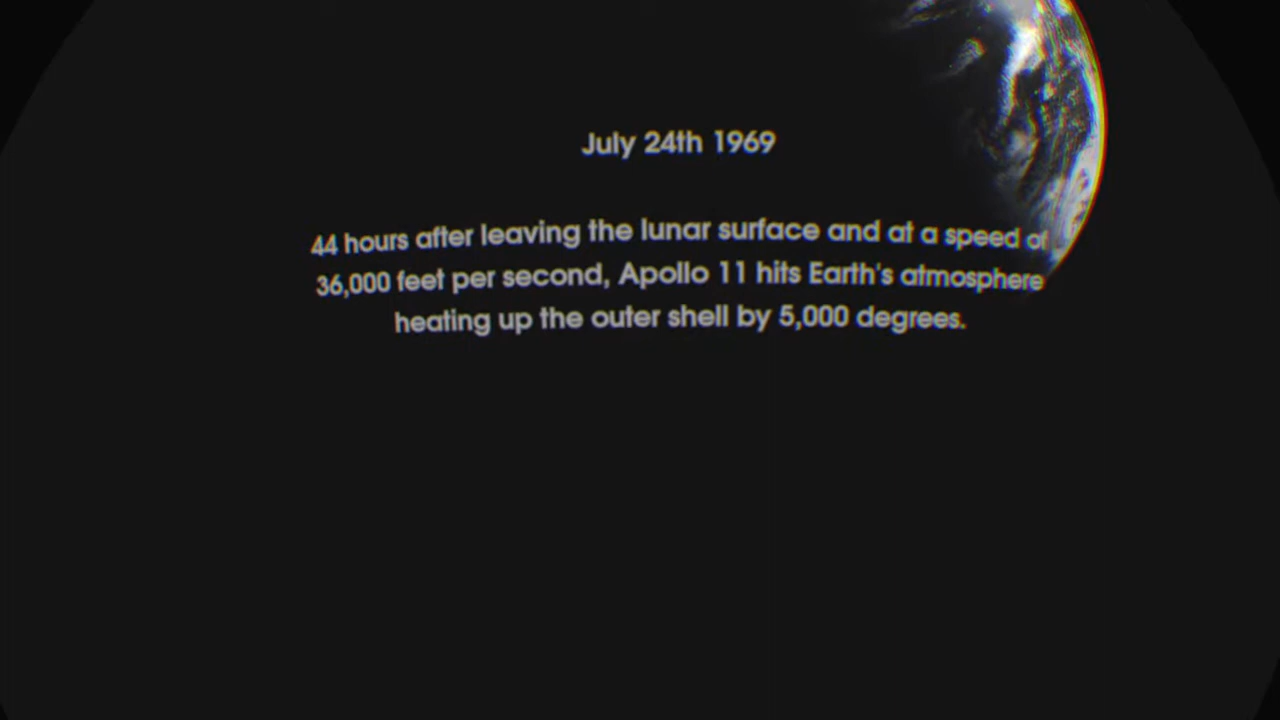 July 24th 1969
44 hours after leaving the lunar surface and at a speed of
36,000 feet per second, Apollo 11 hits Earth's atmosphere
heating up the outer shell by 5,000 degrees.